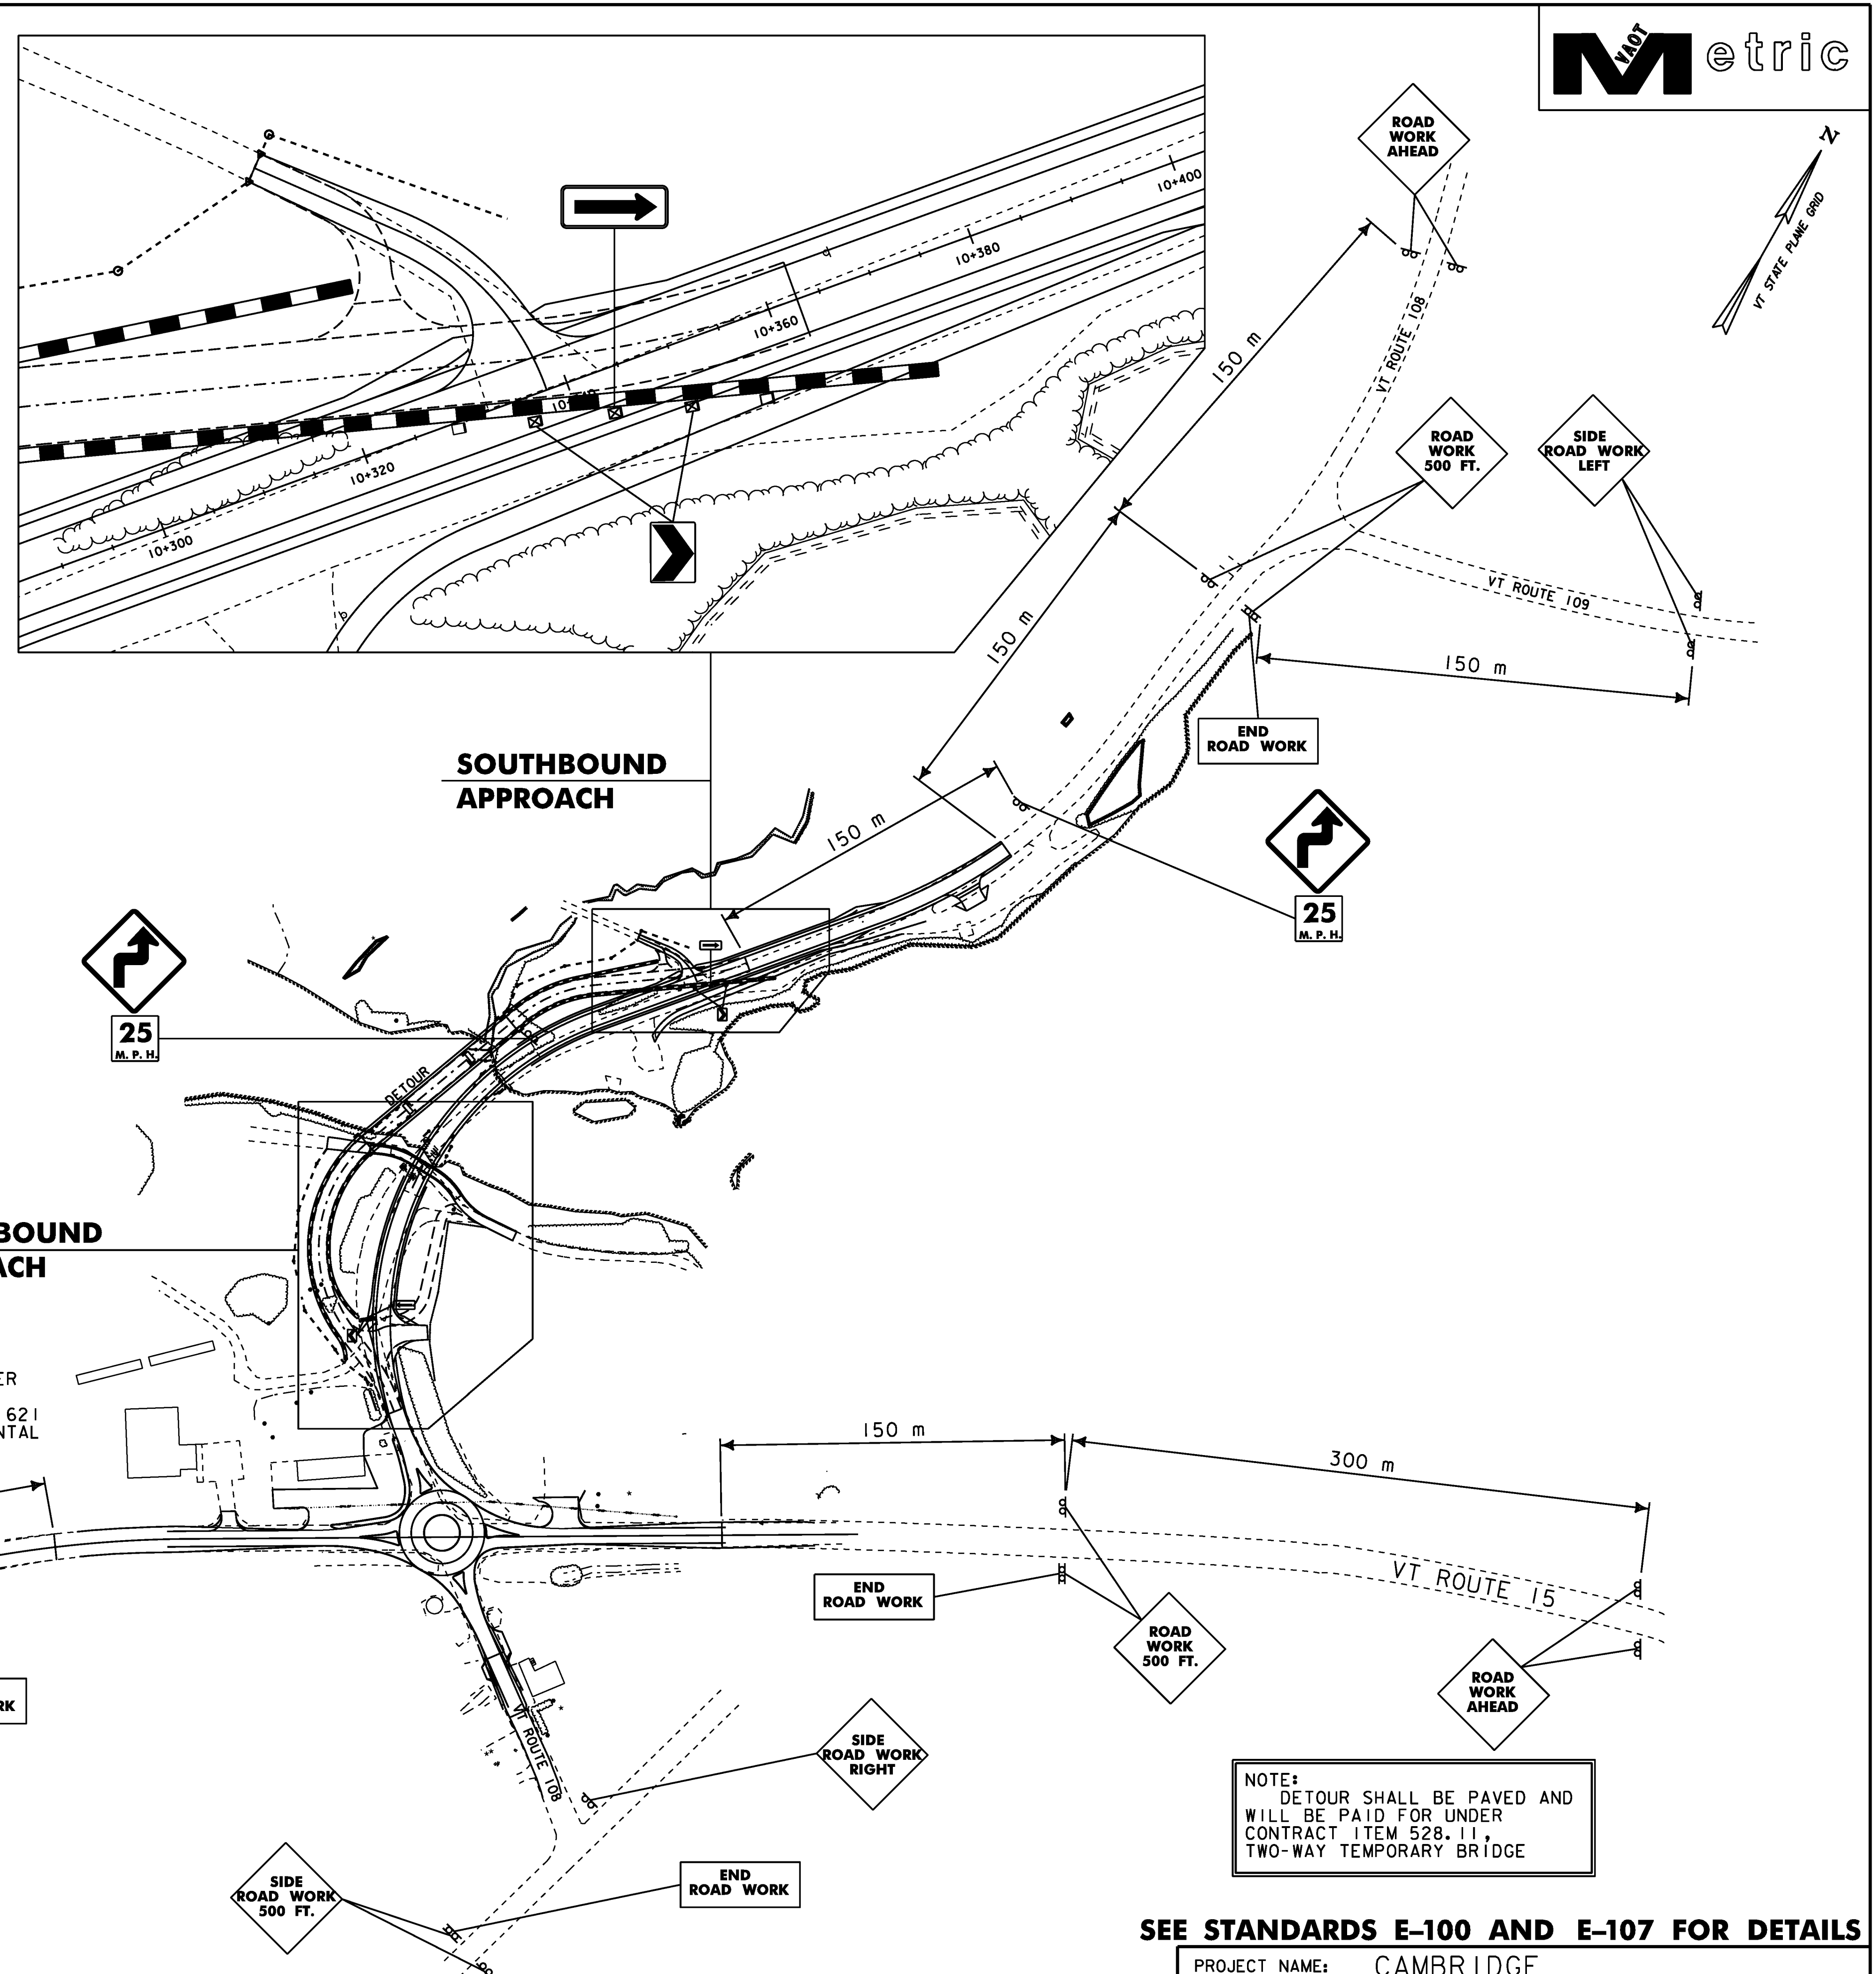 VAOT
Metric
N
VT STATE PLANE GRID
ROAD
WORK
AHEAD
10+400
10+380
10+360
10+320
10+300
VT ROUTE 108
150 m
150 m
ROAD
WORK
500 FT.
SIDE
ROAD WORK
LEFT
VT ROUTE 109
150 m
END
ROAD WORK
SOUTHBOUND
APPROACH
150 m
25
M. P. H.
25
M. P. H.
DETOUR
BOUND
ACH
ER
621
NTAL
150 m
300 m
VT ROUTE 15
END
ROAD WORK
ROAD
WORK
500 FT.
ROAD
WORK
AHEAD
RK
VT ROUTE 108
SIDE
ROAD WORK
RIGHT
SIDE
ROAD WORK
500 FT.
END
ROAD WORK
NOTE:
DETOUR SHALL BE PAVED AND
WILL BE PAID FOR UNDER
CONTRACT ITEM 528.11,
TWO-WAY TEMPORARY BRIDGE
SEE STANDARDS E-100 AND E-107 FOR DETAILS
PROJECT NAME: CAMBRIDGE